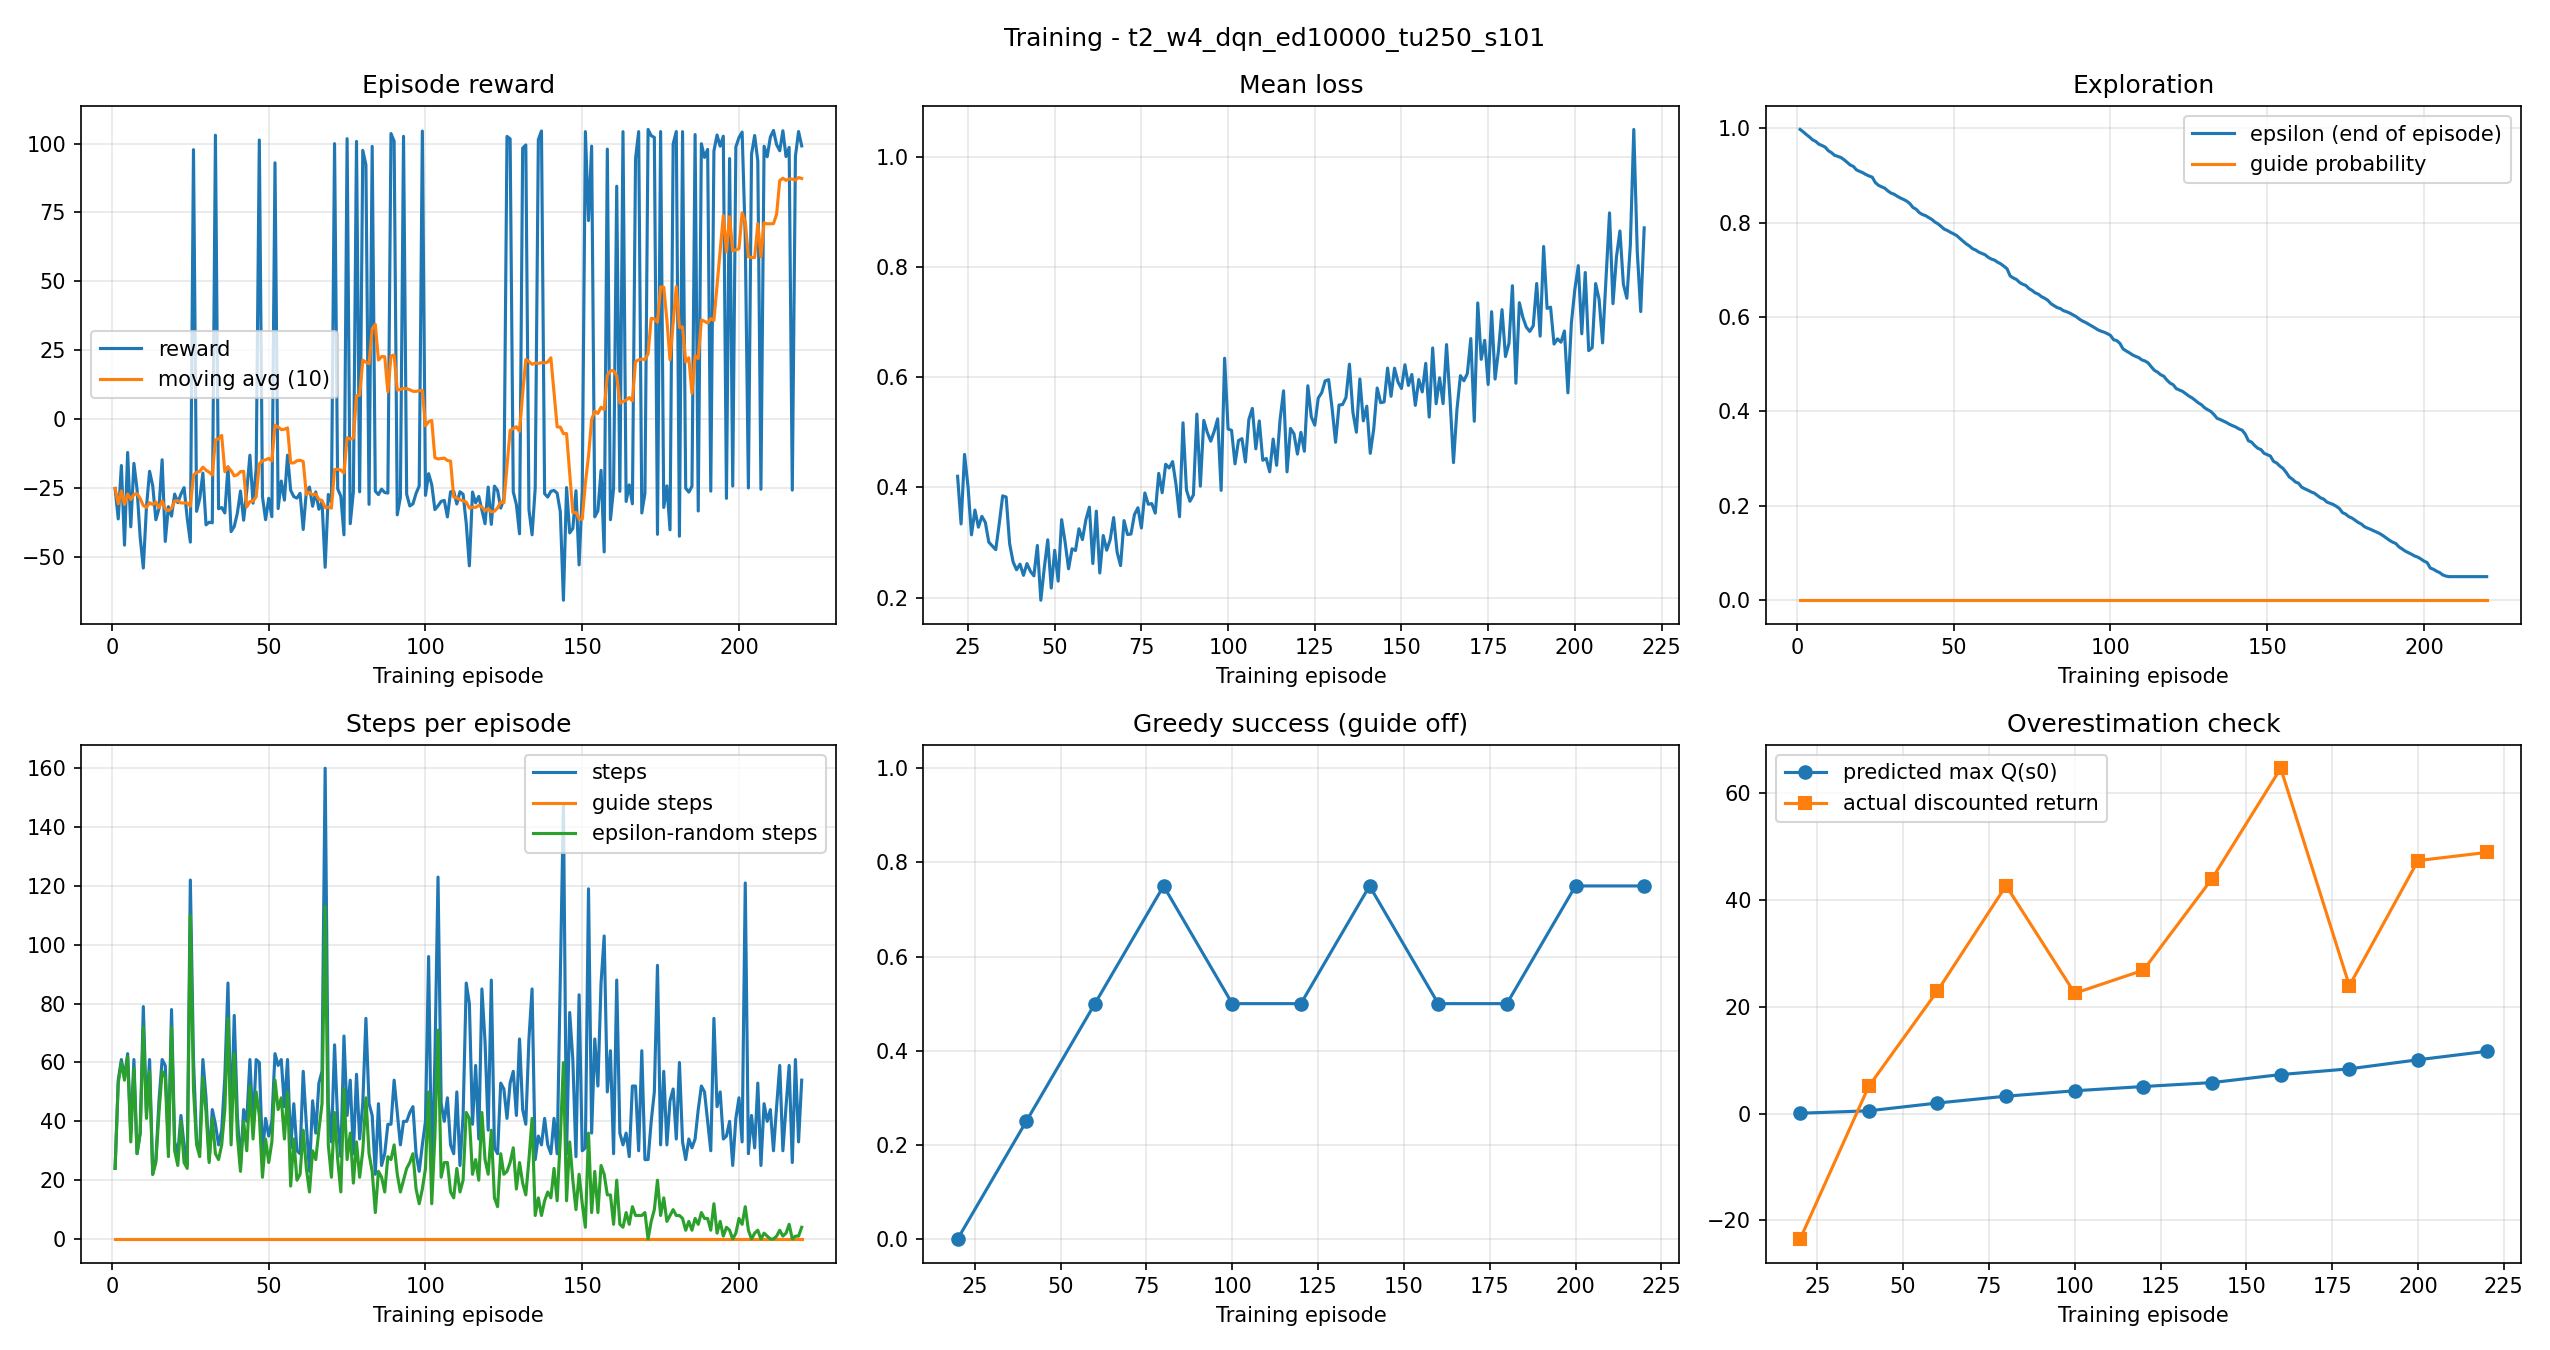 Training - t2_w4_dqn_ed10000_tu250_s101
Episode reward
100
75
50
25
0
−25
−50
reward
moving avg (10)
0 50 100 150 200
Training episode
Mean loss
1.0
0.8
0.6
0.4
0.2
25 50 75 100 125 150 175 200 225
Training episode
Exploration
1.0
0.8
0.6
0.4
0.2
0.0
epsilon (end of episode)
guide probability
0 50 100 150 200
Training episode
Steps per episode
160
140
120
100
80
60
40
20
0
steps
guide steps
epsilon-random steps
0 50 100 150 200
Training episode
Greedy success (guide off)
1.0
0.8
0.6
0.4
0.2
0.0
25 50 75 100 125 150 175 200 225
Training episode
Overestimation check
60
40
20
0
−20
predicted max Q(s0)
actual discounted return
25 50 75 100 125 150 175 200 225
Training episode